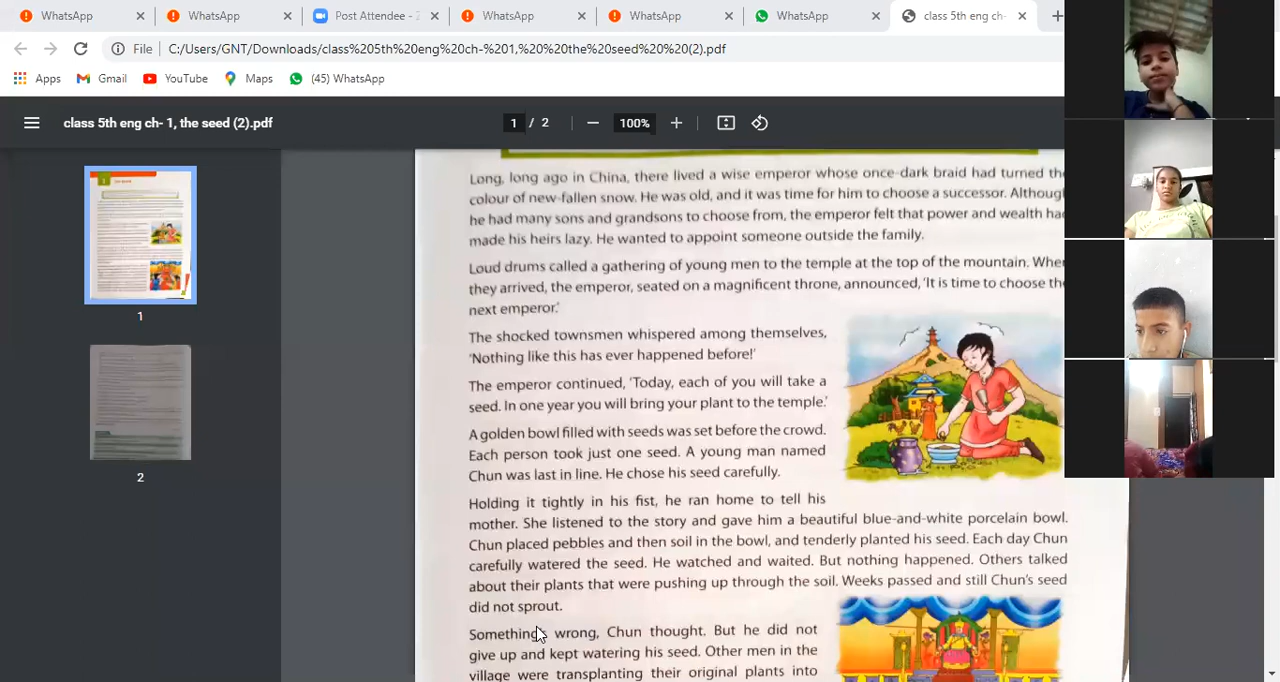 WhatsApp
WhatsApp
Post Attendee -
WhatsApp
WhatsApp
WhatsApp
class 5th eng ch-
File C:/Users/GNT/Downloads/class%205th%20eng%20ch-%201,%20%20the%20seed%20%20(2).pdf
Apps Gmail YouTube Maps (45) WhatsApp
class 5th eng ch- 1, the seed (2).pdf 1 / 2 100%
1
2
Long, long ago in China, there lived a wise emperor whose once-dark braid had turned the
colour of new-fallen snow. He was old, and it was time for him to choose a successor. Although
he had many sons and grandsons to choose from, the emperor felt that power and wealth had
made his heirs lazy. He wanted to appoint someone outside the family.
Loud drums called a gathering of young men to the temple at the top of the mountain. When
they arrived, the emperor, seated on a magnificent throne, announced, 'It is time to choose the
next emperor.'
The shocked townsmen whispered among themselves,
'Nothing like this has ever happened before!'
The emperor continued, 'Today, each of you will take a
seed. In one year you will bring your plant to the temple.'
A golden bowl filled with seeds was set before the crowd.
Each person took just one seed. A young man named
Chun was last in line. He chose his seed carefully.
Holding it tightly in his fist, he ran home to tell his
mother. She listened to the story and gave him a beautiful blue-and-white porcelain bowl.
Chun placed pebbles and then soil in the bowl, and tenderly planted his seed. Each day Chun
carefully watered the seed. He watched and waited. But nothing happened. Others talked
about their plants that were pushing up through the soil. Weeks passed and still Chun's seed
did not sprout.
wrong, Chun thought. But he did not
give up and kept watering his seed. Other men in the
village were transplanting their original plants into